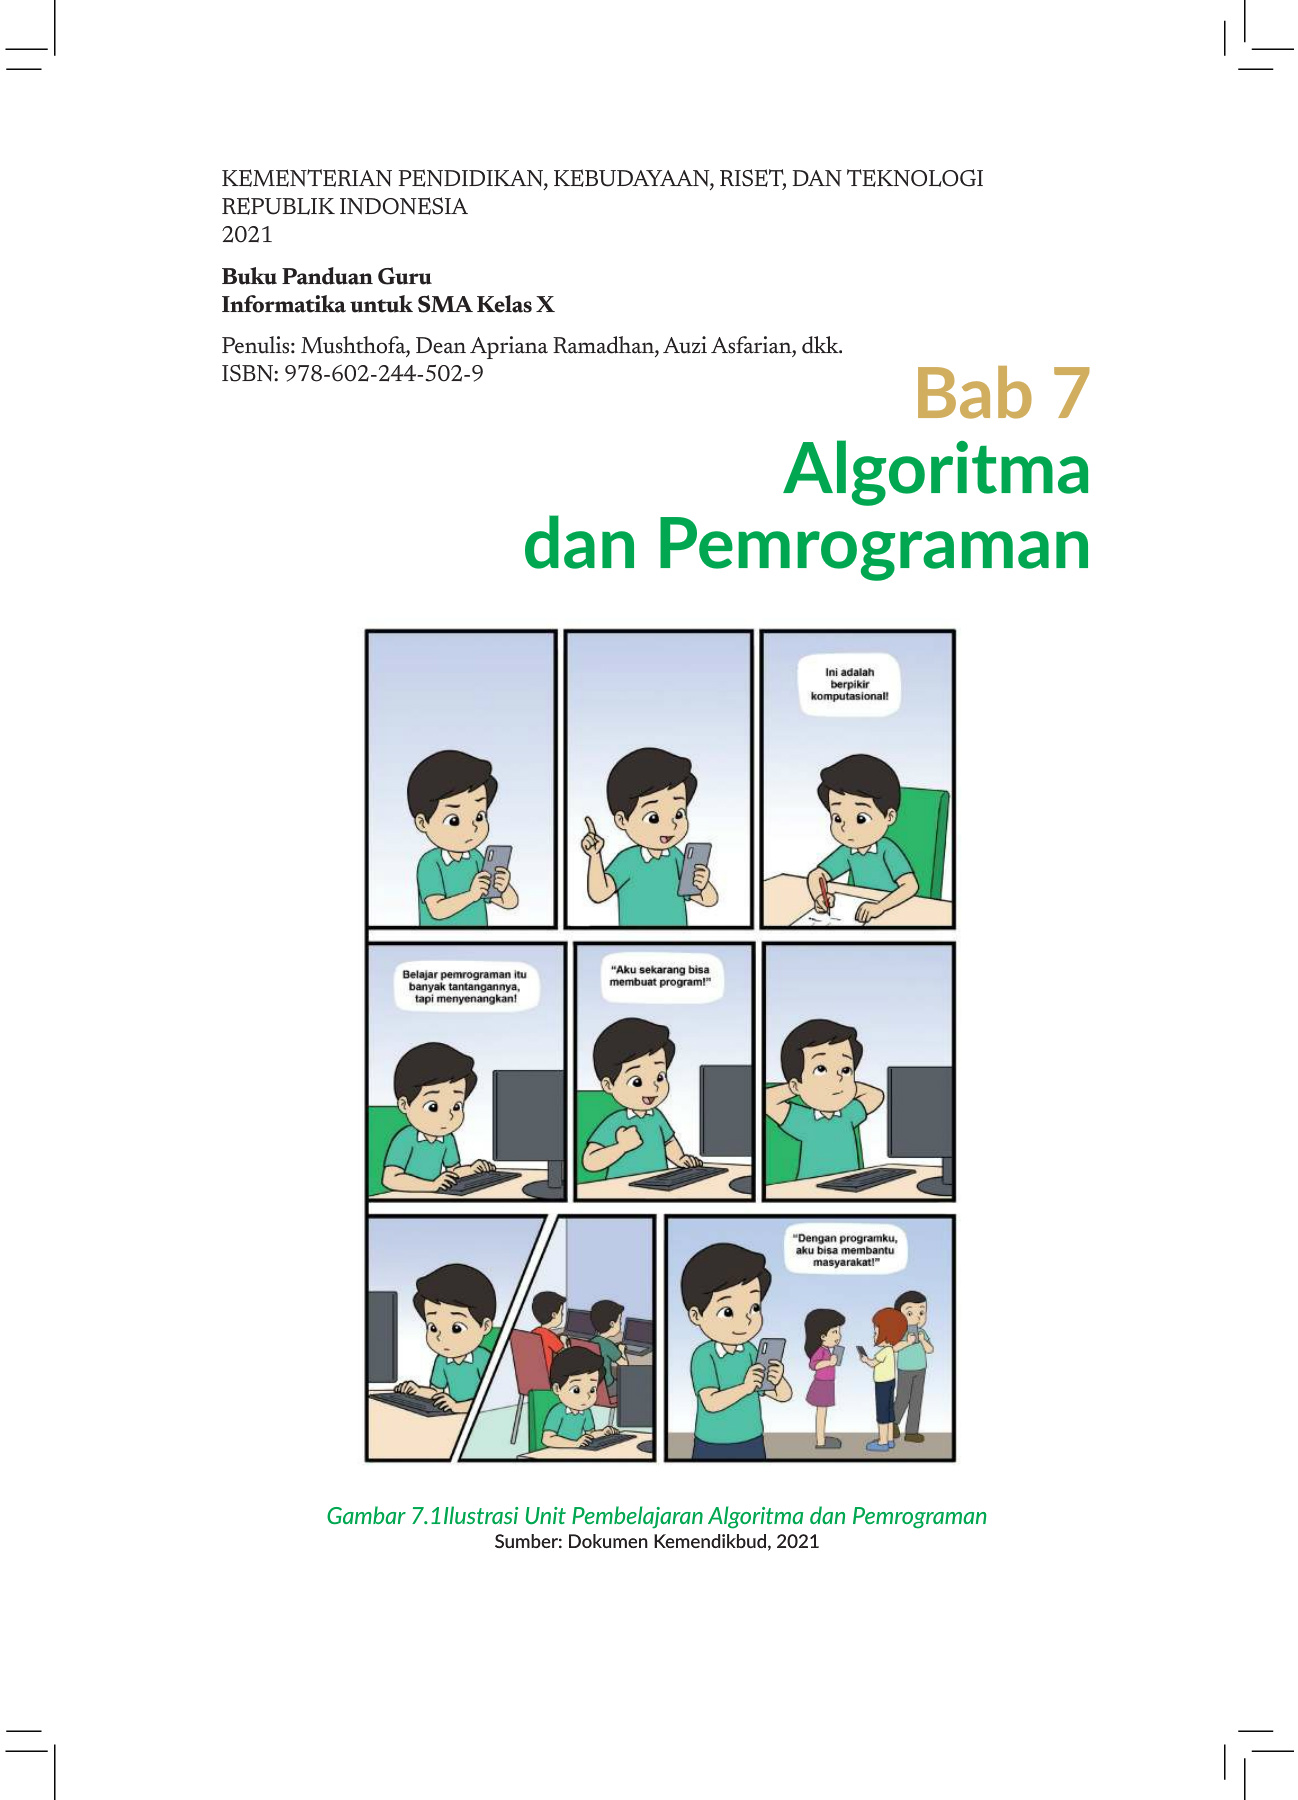 KEMENTERIAN PENDIDIKAN, KEBUDAYAAN, RISET, DAN TEKNOLOGI
REPUBLIK INDONESIA
2021
Buku Panduan Guru
Informatika untuk SMA Kelas X
Penulis: Mushthofa, Dean Apriana Ramadhan, Auzi Asfarian, dkk.
ISBN: 978-602-244-502-9
Bab 7
Algoritma
dan Pemrograman
Ini adalah
berpikir
komputasional!
Belajar pemrograman itu
banyak tantangannya,
tapi menyenangkan!
"Aku sekarang bisa
membuat program!"
"Dengan programku,
aku bisa membantu
masyarakat!"
Gambar 7.1Ilustrasi Unit Pembelajaran Algoritma dan Pemrograman
Sumber: Dokumen Kemendikbud, 2021